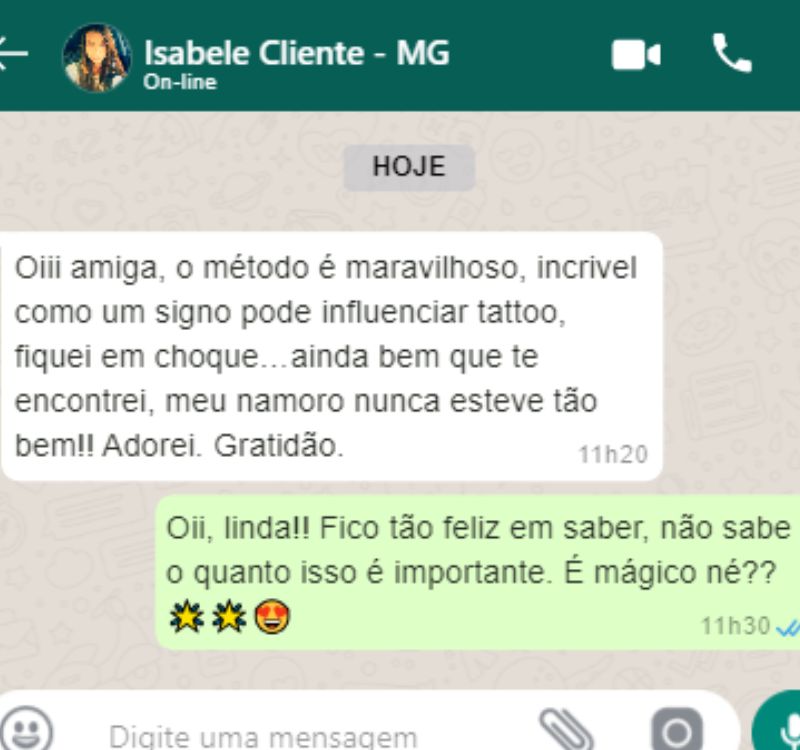 Isabele Cliente - MG
On-line
HOJE
Oiii amiga, o método é maravilhoso, incrivel
como um signo pode influenciar tattoo,
fiquei em choque...ainda bem que te
encontrei, meu namoro nunca esteve tão
bem!! Adorei. Gratidão.
11h20
Oii, linda!! Fico tão feliz em saber, não sabe
o quanto isso é importante. É mágico né??
🌟🌟😍
11h30
Digite uma mensagem